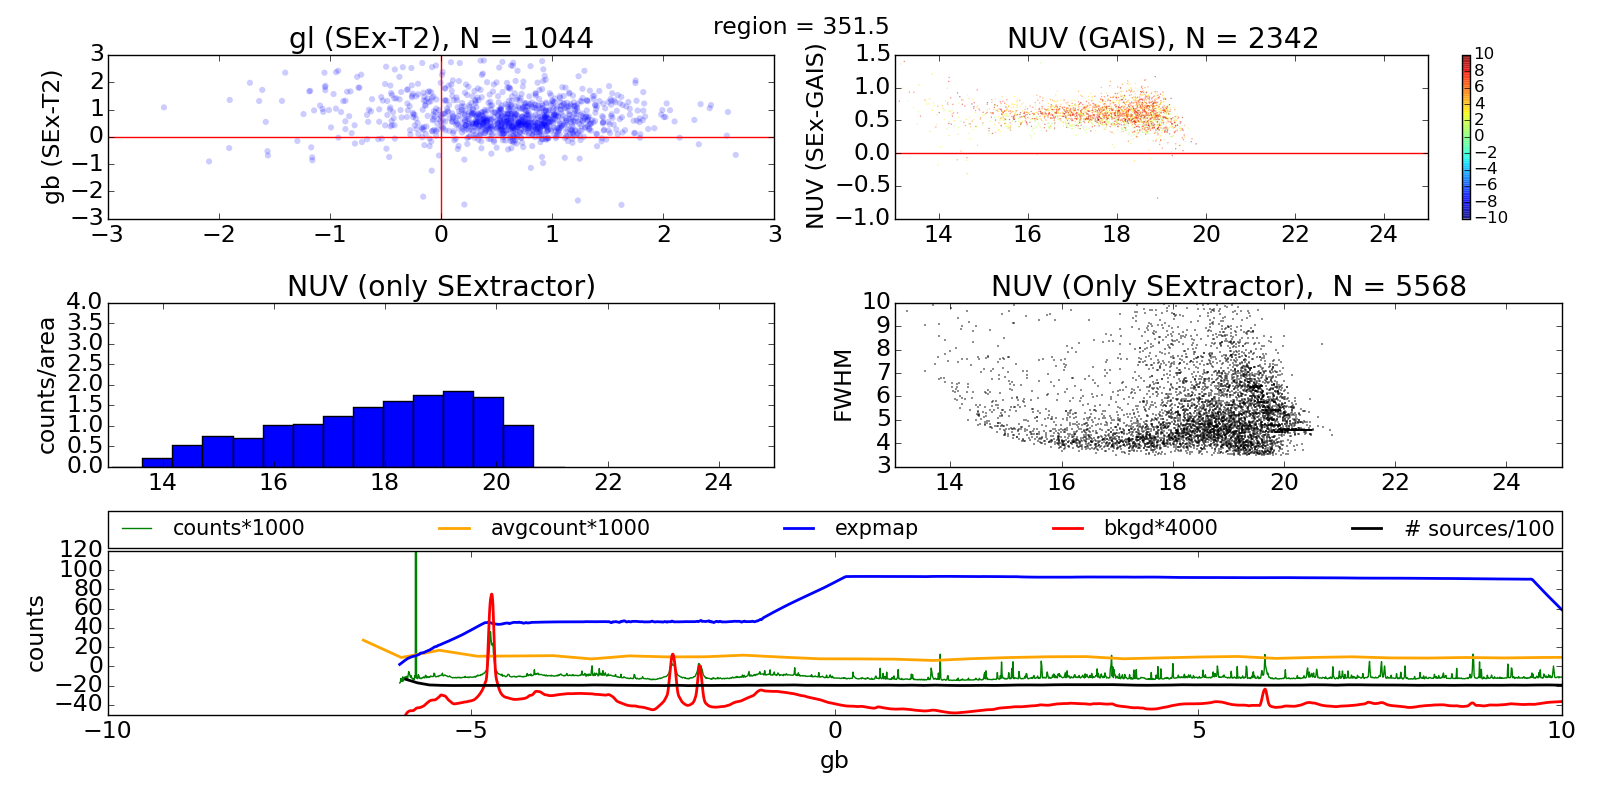 region = 351.5
gl (SEx-T2), N = 1044
gb (SEx-T2)
3
2
1
0
−1
−2
−3
−3 −2 −1 0 1 2 3
NUV (GAIS), N = 2342
NUV (SEx-GAIS)
1.5
1.0
0.5
0.0
−0.5
−1.0
14 16 18 20 22 24
10
8
6
4
2
0
−2
−4
−6
−8
−10
NUV (only SExtractor)
counts/area
4.0
3.5
3.0
2.5
2.0
1.5
1.0
0.5
0.0
14 16 18 20 22 24
NUV (Only SExtractor),  N = 5568
FWHM
10
9
8
7
6
5
4
3
14 16 18 20 22 24
counts*1000 avgcount*1000 expmap bkgd*4000 # sources/100
counts
120
100
80
60
40
20
0
−20
−40
−10 −5 0 5 10
gb